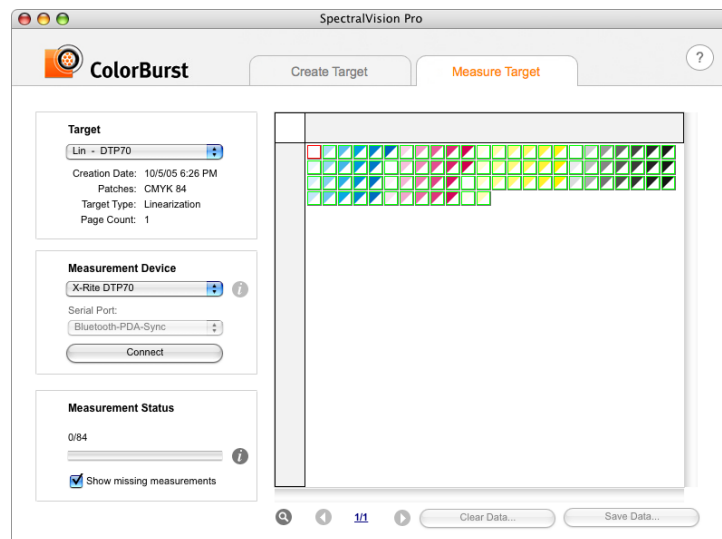 SpectralVision Pro
ColorBurst
Create Target
Measure Target
?
Target
Lin - DTP70
Creation Date: 10/5/05 6:26 PM
Patches: CMYK 84
Target Type: Linearization
Page Count: 1
Measurement Device
X-Rite DTP70
i
Serial Port:
Bluetooth-PDA-Sync
Connect
Measurement Status
0/84
i
Show missing measurements
1/1
Clear Data...
Save Data...